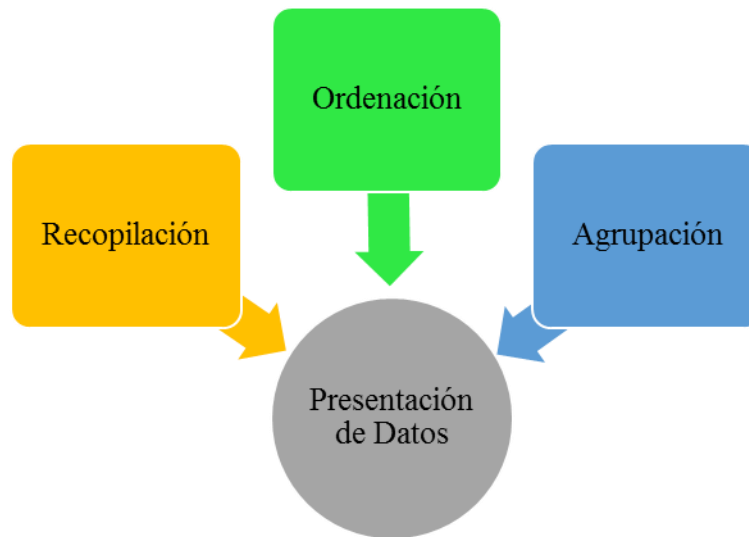 Ordenación
Recopilación
Agrupación
Presentación
de Datos